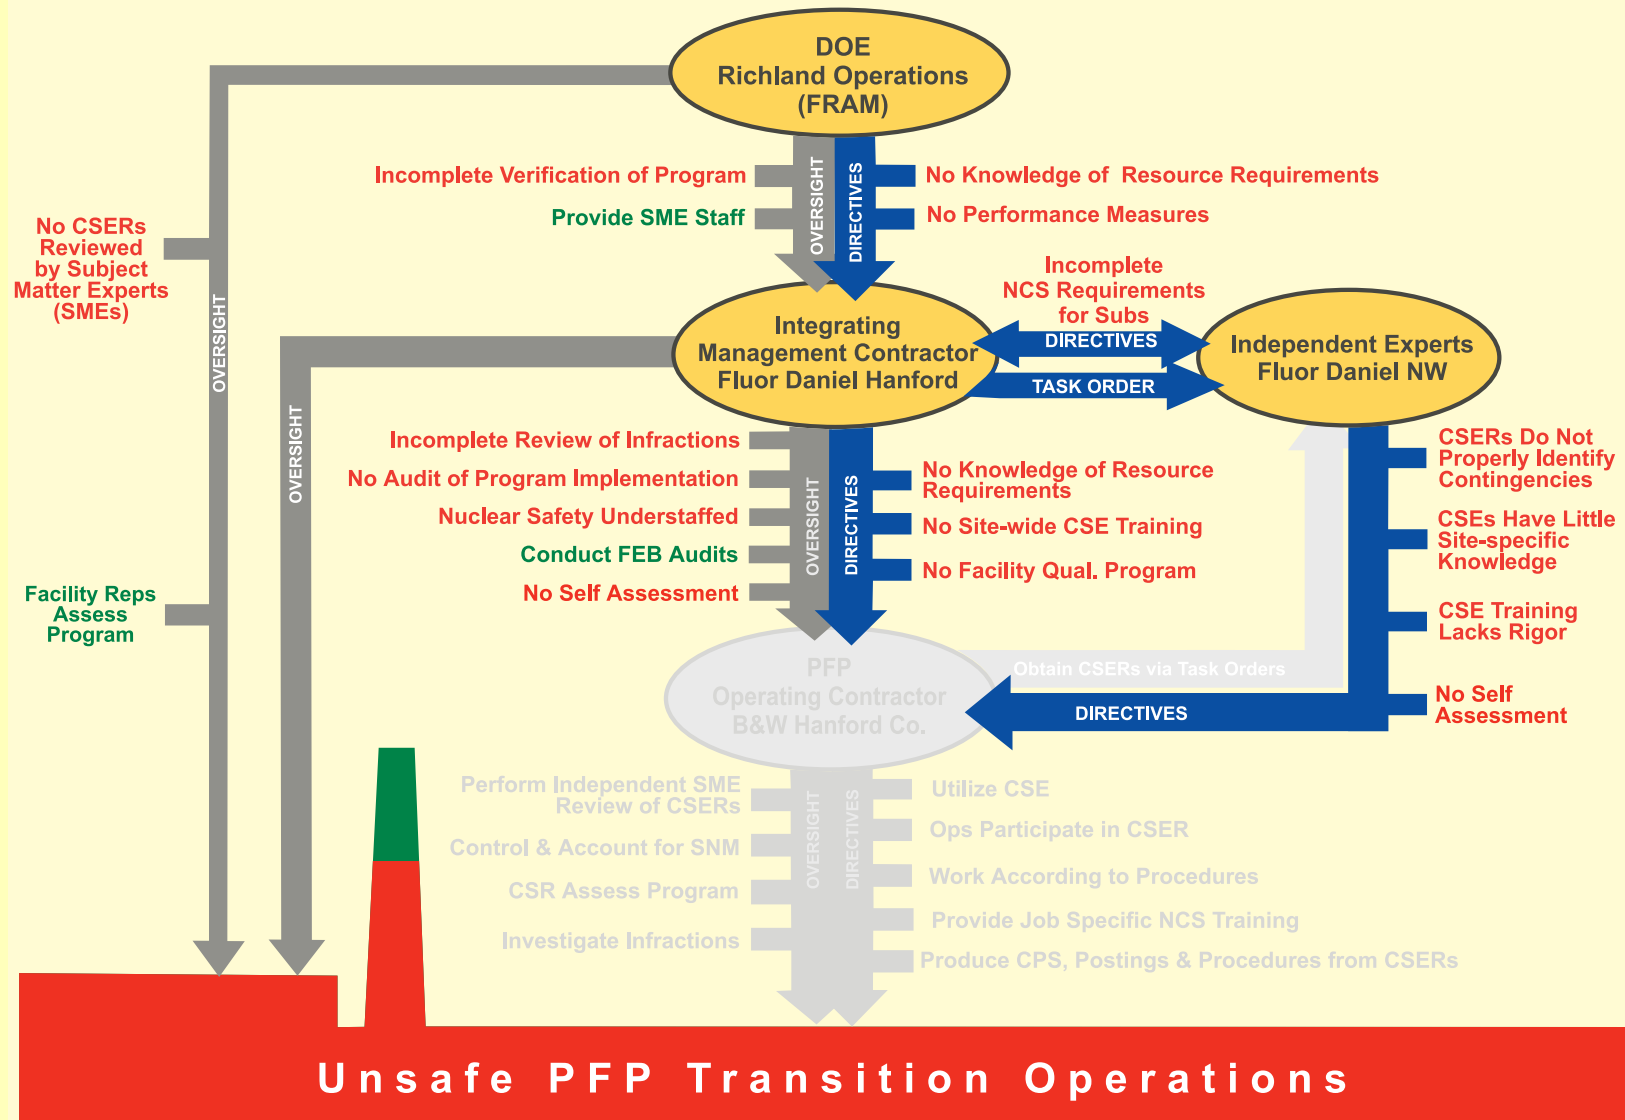 DOE
Richland Operations
(FRAM)
OVERSIGHT
DIRECTIVES
Incomplete Verification of Program
Provide SME Staff
No Knowledge of Resource Requirements
No Performance Measures
No CSERs
Reviewed
by Subject
Matter Experts
(SMEs)
OVERSIGHT
Facility Reps
Assess
Program
Incomplete
NCS Requirements
for Subs
DIRECTIVES
TASK ORDER
Integrating
Management Contractor
Fluor Daniel Hanford
Independent Experts
Fluor Daniel NW
OVERSIGHT
Incomplete Review of Infractions
No Audit of Program Implementation
Nuclear Safety Understaffed
Conduct FEB Audits
No Self Assessment
OVERSIGHT
DIRECTIVES
No Knowledge of Resource
Requirements
No Site-wide CSE Training
No Facility Qual. Program
CSERs Do Not
Properly Identify
Contingencies
CSEs Have Little
Site-specific
Knowledge
CSE Training
Lacks Rigor
No Self
Assessment
Obtain CSERs via Task Orders
DIRECTIVES
PFP
Operating Contractor
B&W Hanford Co.
Perform Independent SME
Review of CSERs
Control & Account for SNM
CSR Assess Program
Investigate Infractions
OVERSIGHT
DIRECTIVES
Utilize CSE
Ops Participate in CSER
Work According to Procedures
Provide Job Specific NCS Training
Produce CPS, Postings & Procedures from CSERs
Unsafe PFP Transition Operations